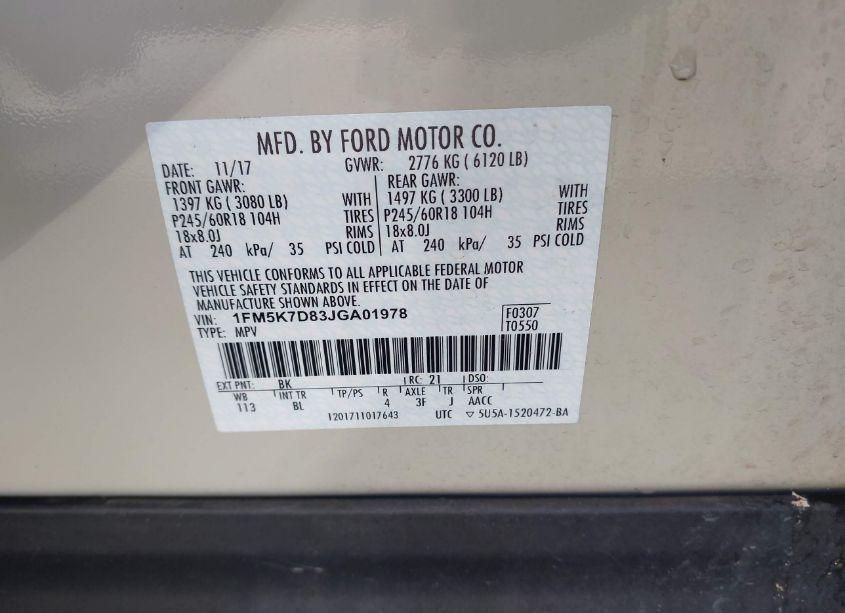 MFD. BY FORD MOTOR CO.
DATE: 11/17 GVWR: 2776 KG ( 6120 LB)
FRONT GAWR: REAR GAWR:
1397 KG ( 3080 LB) WITH 1497 KG ( 3300 LB) WITH
P245/60R18 104H TIRES P245/60R18 104H TIRES
18x8.0J RIMS 18x8.0J RIMS
AT 240 kPa/ 35 PSI COLD AT 240 kPa/ 35 PSI COLD
THIS VEHICLE CONFORMS TO ALL APPLICABLE FEDERAL MOTOR
VEHICLE SAFETY STANDARDS IN EFFECT ON THE DATE OF
MANUFACTURE SHOWN ABOVE.
VIN: 1FM5K7D83JGA01978 F0307
TYPE: MPV T0550
EXT PNT: BK RC: 21 DSO:
WB INT TR TP/PS R AXLE TR SPR
113 BL 4 3F J AACC
1201711017643 UTC ▽ 5U5A-1520472-BA